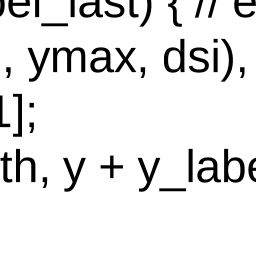 bel_last) { // e
, ymax, dsi),
1];
th, y + y_labe